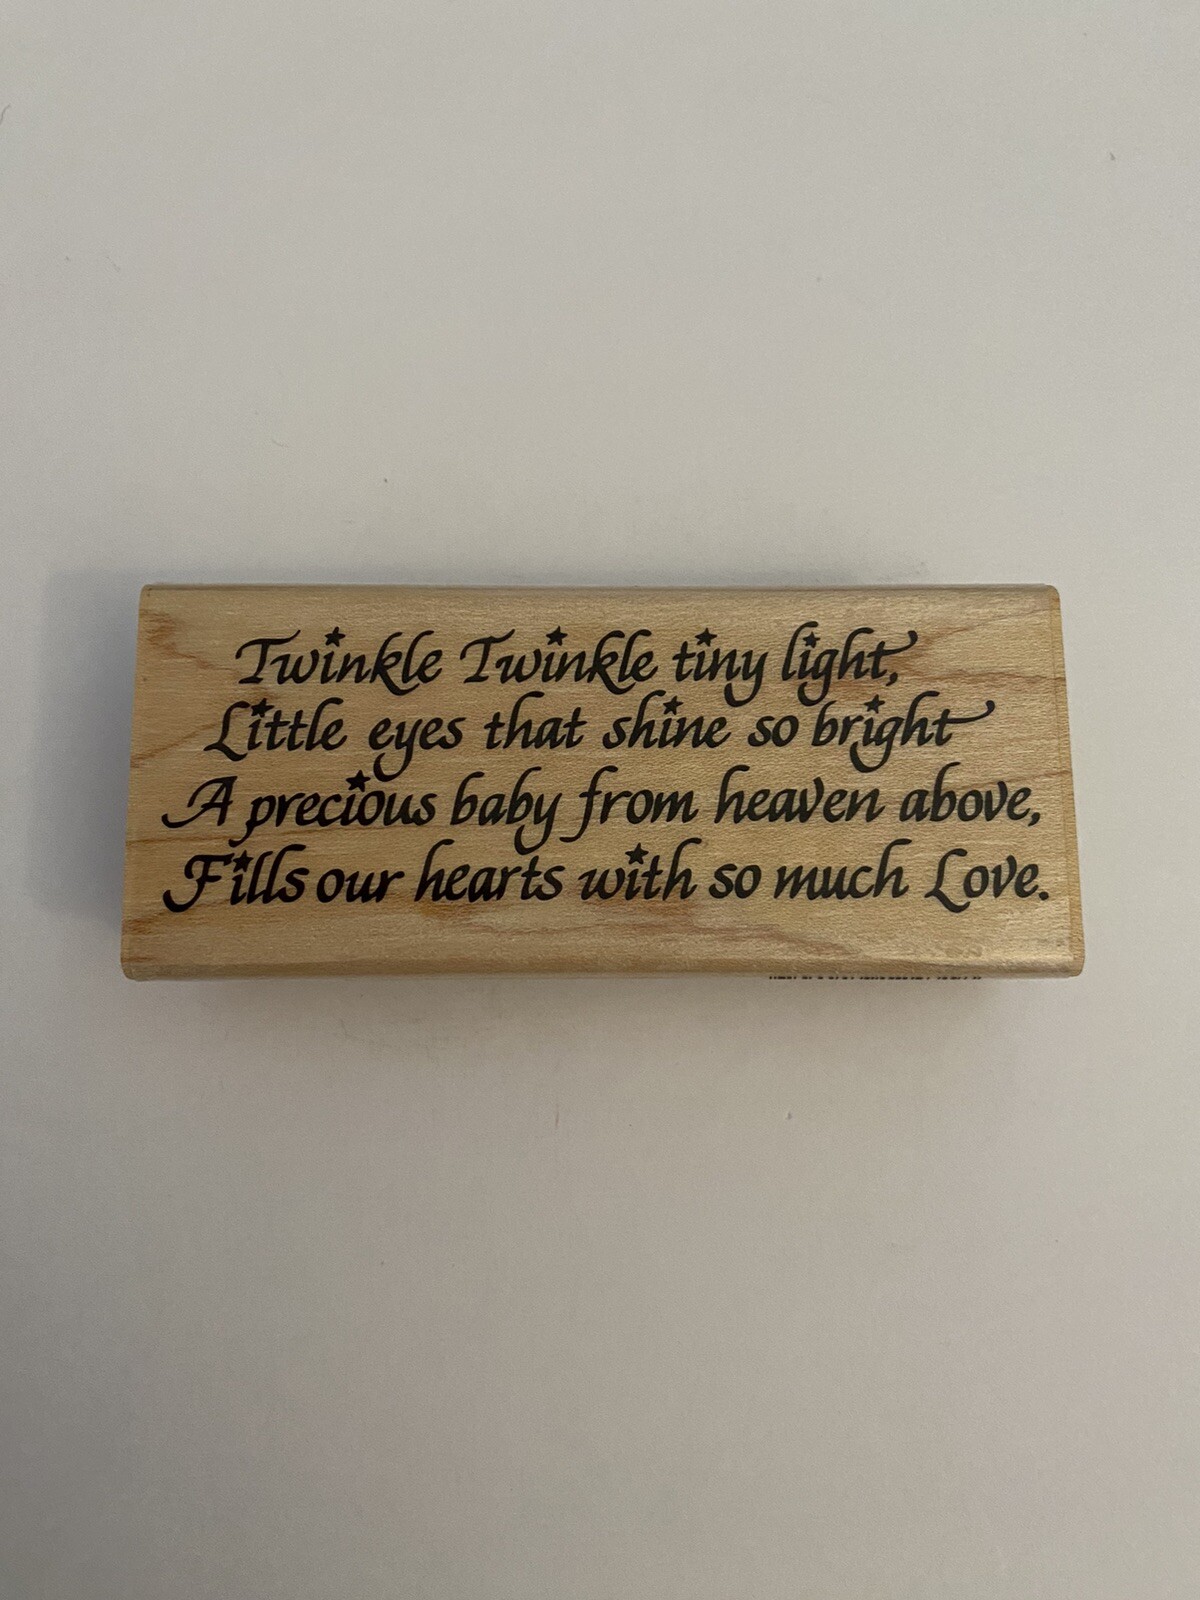 Twinkle Twinkle tiny light,
Little eyes that shine so bright
A precious baby from heaven above,
Fills our hearts with so much Love.